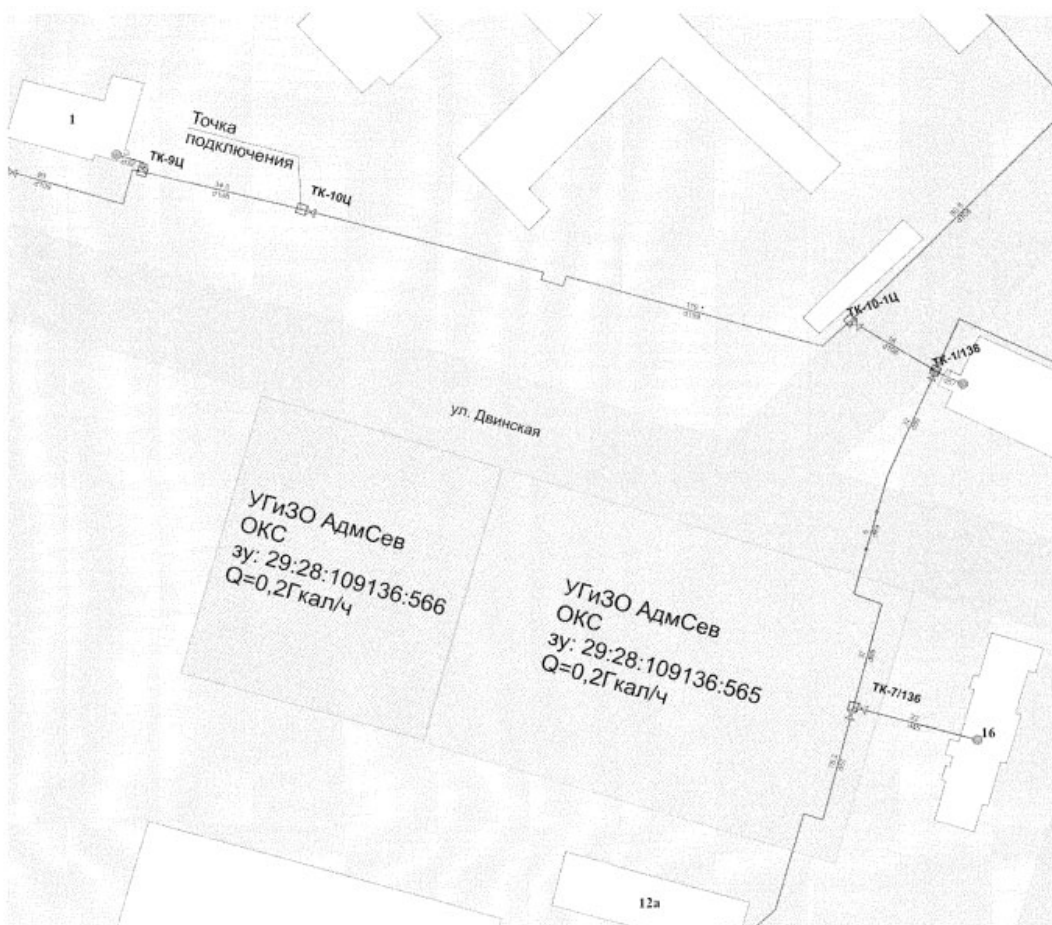 1
Точка
подключения
ТК-9Ц
ТК-10Ц
ТК-10-1Ц
ТК-1/138
ул. Двинская
УГиЗО АдмСев
ОКС
зу: 29:28:109136:566
Q=0,2Гкал/ч
УГиЗО АдмСев
ОКС
зу: 29:28:109136:565
Q=0,2Гкал/ч
ТК-7/136
16
12а